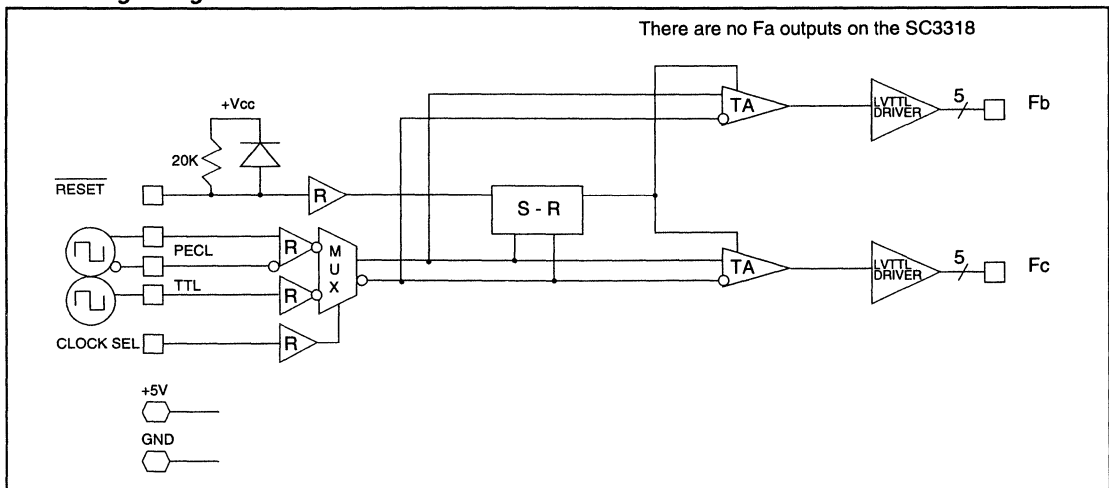 There are no Fa outputs on the SC3318
+Vcc
20K
RESET
R
S - R
PECL
R
M
U
X
TTL
R
CLOCK SEL
R
TA
LVTTL
DRIVER
5
Fb
TA
LVTTL
DRIVER
5
Fc
+5V
GND